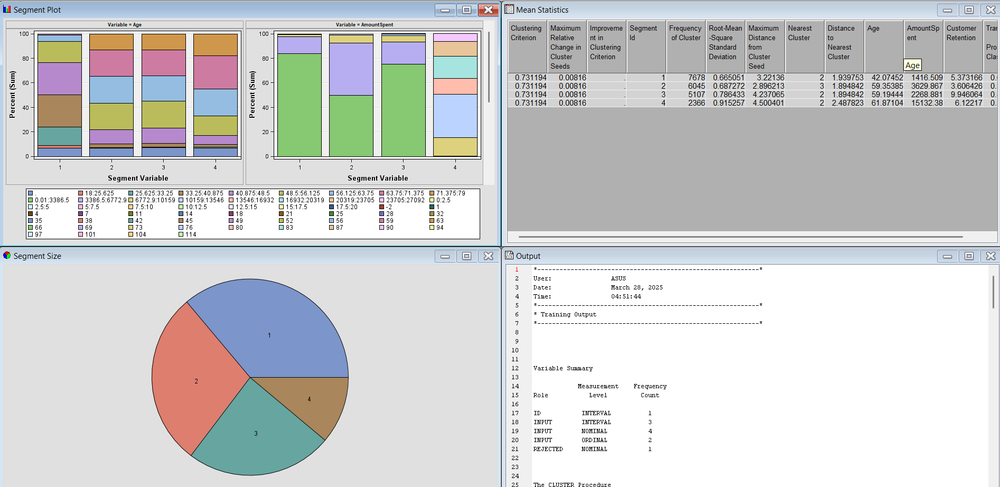 Segment Plot
Variable = Age
Variable = AmountSpent
Percent (Sum)
100
80
60
40
20
0
1 2 3 4
Segment Variable
Percent (Sum)
100
80
60
40
20
0
1 2 3 4
Segment Variable
. 18:25.625 25.625:33.25 33.25:40.875 40.875:48.5 48.5:56.125 56.125:63.75 63.75:71.375 71.375:79
0.01:3386.5 3386.5:6772.9 6772.9:10159 10159:13546 13546:16932 16932:20319 20319:23705 23705:27092 0:2.5
2.5:5 5:7.5 7.5:10 10:12.5 12.5:15 15:17.5 17.5:20 -2 1
4 7 11 14 18 21 25 28 32
35 38 42 45 49 52 56 59 63
66 69 73 76 80 83 87 90 94
97 101 104 114
Mean Statistics
Clustering Criterion
Maximum Relative Change in Cluster Seeds
Improveme nt in Clustering Criterion
Segment Id
Frequency of Cluster
Root-Mean -Square Standard Deviation
Maximum Distance from Cluster Seed
Nearest Cluster
Distance to Nearest Cluster
Age
AmountSp ent
Customer Retention
Trar Pro Cla
Age
0.731194 0.00816 . 1 7678 0.665051 3.22136 2 1.939753 42.07452 1416.509 5.373166 0.
0.731194 0.00816 . 2 6045 0.687272 2.896213 3 1.894842 59.35385 3629.867 3.606426 0.
0.731194 0.00816 . 3 5107 0.786433 4.237065 2 1.894842 59.19444 2268.881 9.946064 0.
0.731194 0.00816 . 4 2366 0.915257 4.500401 2 2.487823 61.87104 15132.38 6.12217 0.
Segment Size
1
2
3
4
Output
1 *------------------------------------------------------------*
2 User: ASUS
3 Date: March 28, 2025
4 Time: 04:51:44
5 *------------------------------------------------------------*
6 * Training Output
7 *------------------------------------------------------------*
8
9
10
11
12 Variable Summary
13
14 Measurement Frequency
15 Role Level Count
16
17 ID INTERVAL 1
18 INPUT INTERVAL 3
19 INPUT NOMINAL 4
20 INPUT ORDINAL 2
21 REJECTED NOMINAL 1
22
23
24
25 The CLUSTER Procedure